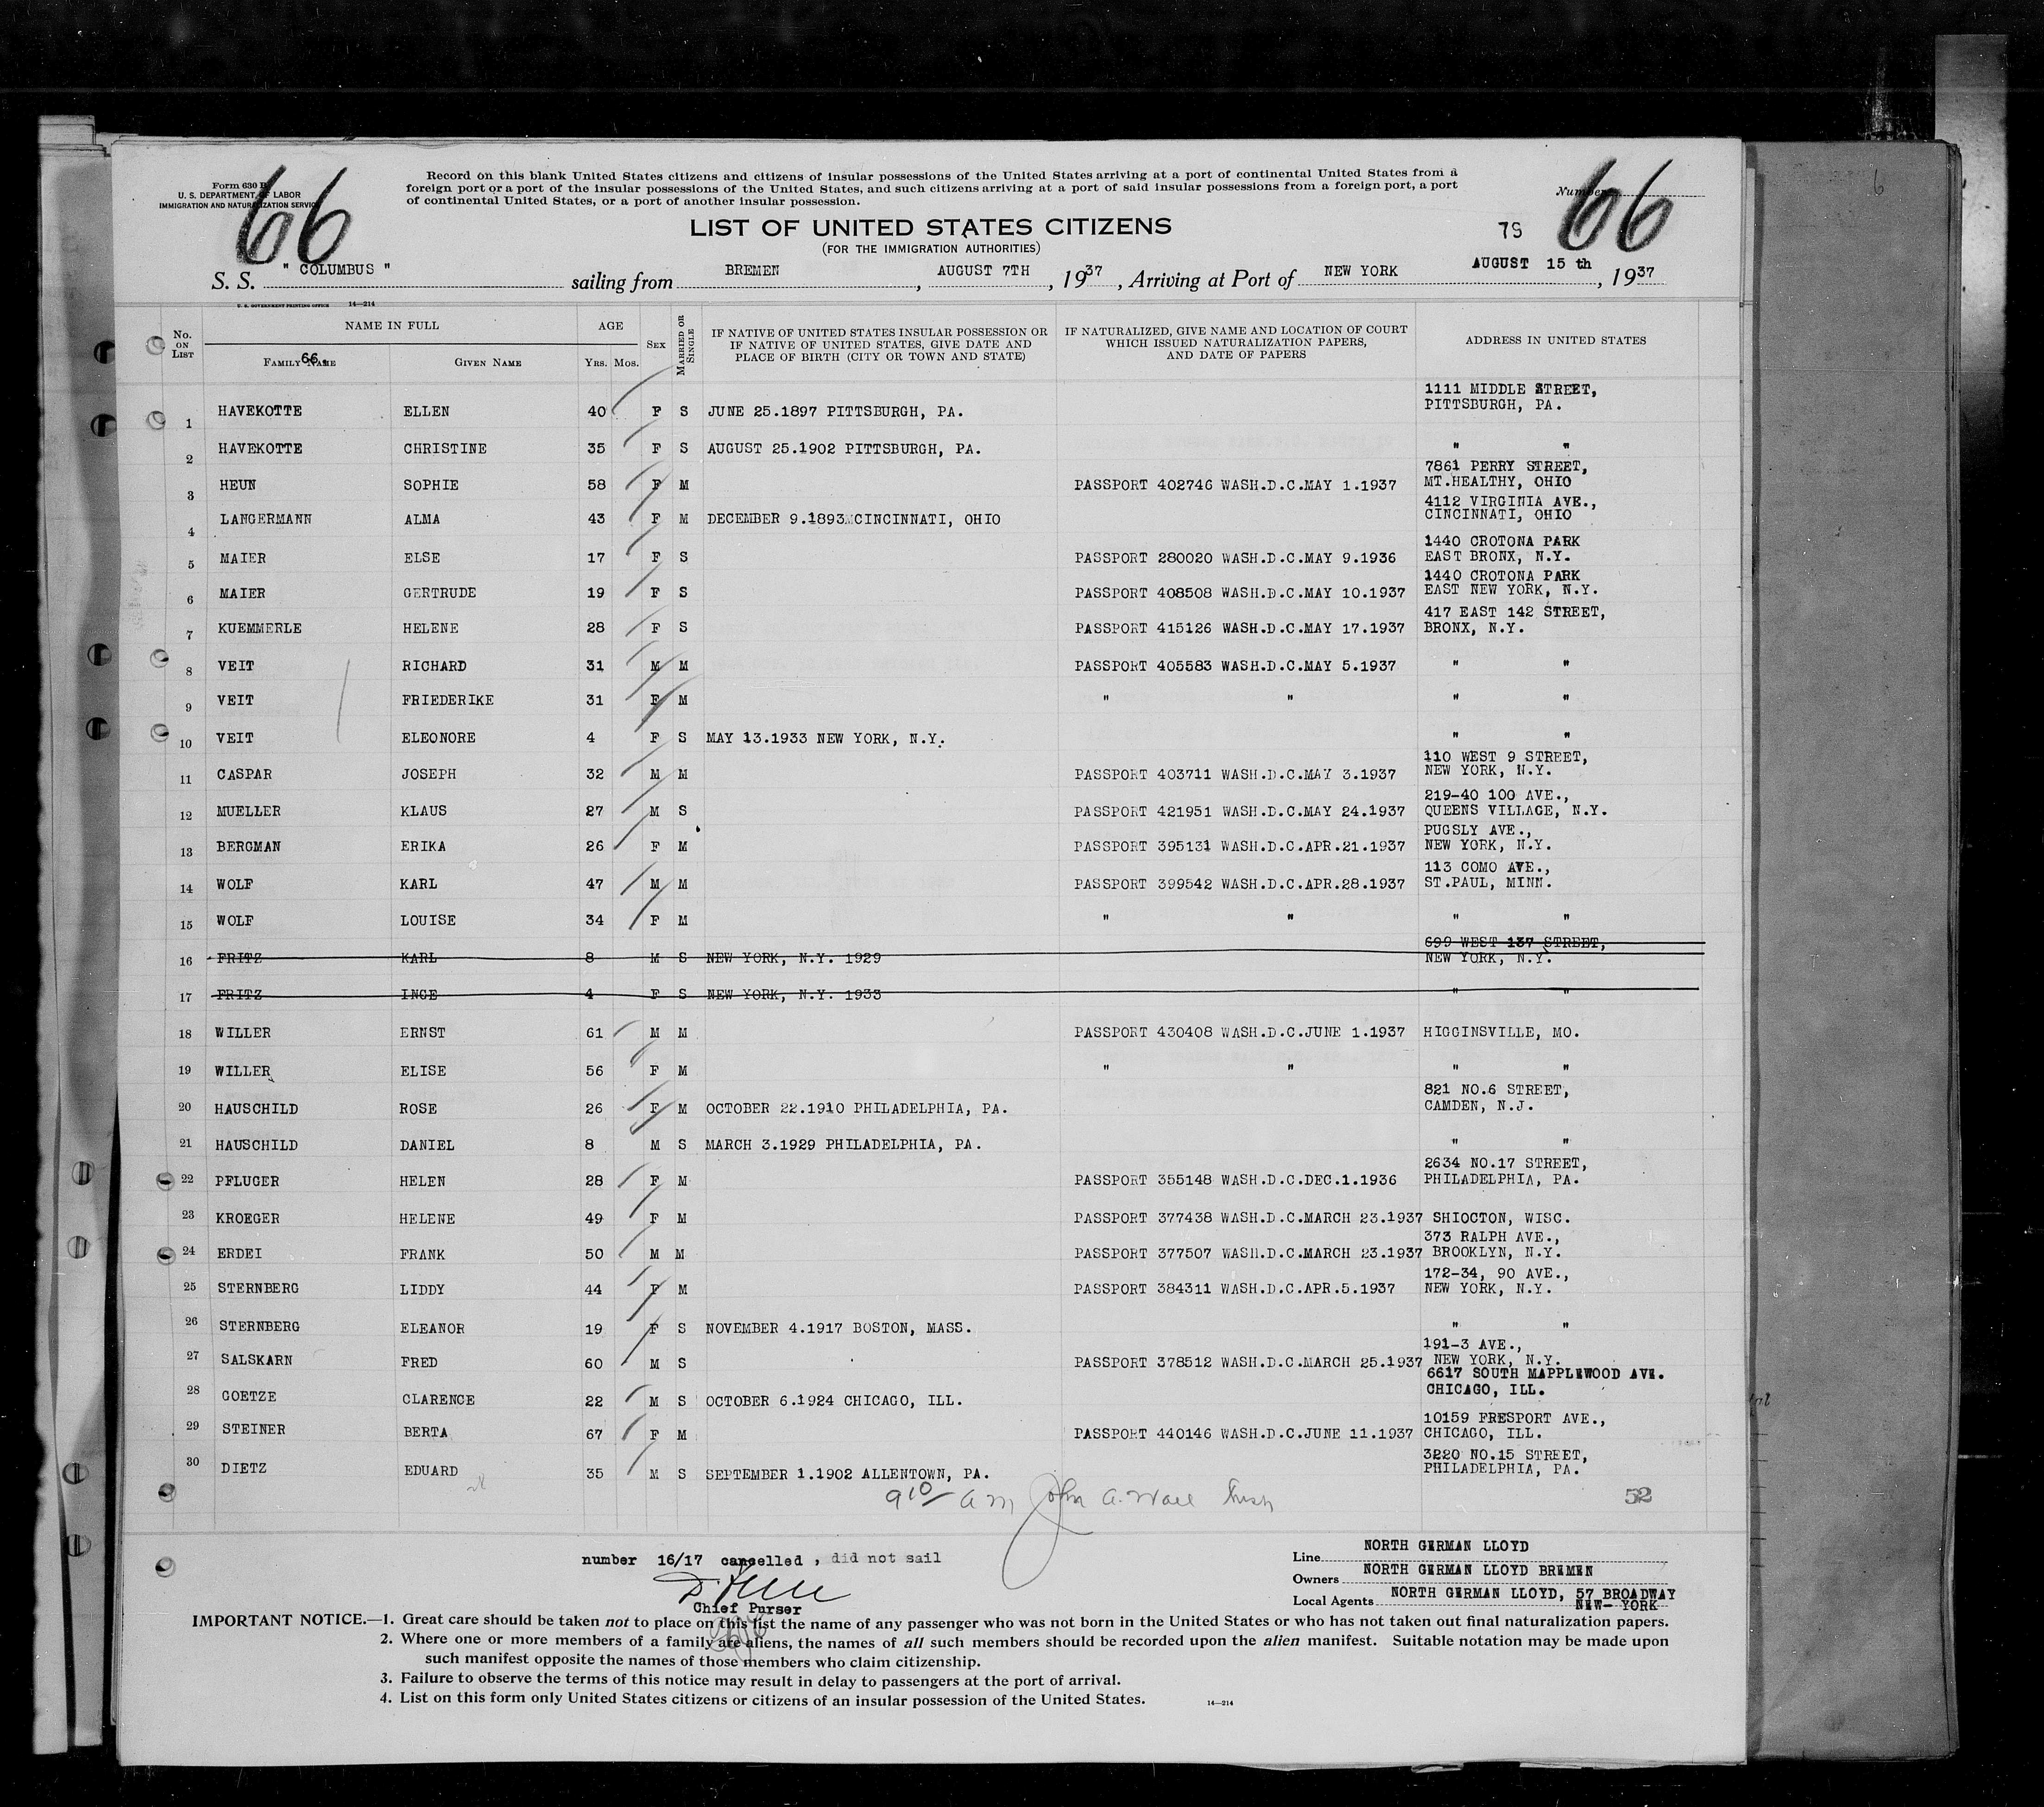 66
Form 630
U. S. DEPARTMENT OF LABOR
IMMIGRATION AND NATURALIZATION SERVICE
Record on this blank United States citizens and citizens of insular possessions of the United States arriving at a port of continental United States from a
foreign port or a port of the insular possessions of the United States, and such citizens arriving at a port of said insular possessions from a foreign port, a port
of continental United States, or a port of another insular possession.
Number
66
LIST OF UNITED STATES CITIZENS
(FOR THE IMMIGRATION AUTHORITIES)
S. S. " COLUMBUS " sailing from BREMEN, AUGUST 7TH, 1937, Arriving at Port of NEW YORK AUGUST 15 th, 1937
U. S. GOVERNMENT PRINTING OFFICE 14—214
No. ON LIST NAME IN FULL AGE SEX MARRIED OR SINGLE IF NATIVE OF UNITED STATES INSULAR POSSESSION OR IF NATIVE OF UNITED STATES, GIVE DATE AND PLACE OF BIRTH (CITY OR TOWN AND STATE) IF NATURALIZED, GIVE NAME AND LOCATION OF COURT WHICH ISSUED NATURALIZATION PAPERS, AND DATE OF PAPERS ADDRESS IN UNITED STATES
66.
FAMILY NAME GIVEN NAME YRS. MOS.
1 HAVEKOTTE ELLEN 40 F S JUNE 25.1897 PITTSBURGH, PA. 1111 MIDDLE STREET, PITTSBURGH, PA.
2 HAVEKOTTE CHRISTINE 35 F S AUGUST 25.1902 PITTSBURGH, PA. " "
3 HEUN SOPHIE 58 F M PASSPORT 402746 WASH.D.C.MAY 1.1937 7861 PERRY STREET, MT.HEALTHY, OHIO
4 LANGERMANN ALMA 43 F M DECEMBER 9.1893 CINCINNATI, OHIO 4112 VIRGINIA AVE., CINCINNATI, OHIO
5 MAIER ELSE 17 F S PASSPORT 280020 WASH.D.C.MAY 9.1936 1440 CROTONA PARK EAST BRONX, N.Y.
6 MAIER GERTRUDE 19 F S PASSPORT 408508 WASH.D.C.MAY 10.1937 1440 CROTONA PARK EAST NEW YORK, N.Y.
7 KUEMMERLE HELENE 28 F S PASSPORT 415126 WASH.D.C.MAY 17.1937 417 EAST 142 STREET, BRONX, N.Y.
8 VEIT RICHARD 31 M M PASSPORT 405583 WASH.D.C.MAY 5.1937 " "
9 VEIT FRIEDERIKE 31 F M " " " "
10 VEIT ELEONORE 4 F S MAY 13.1933 NEW YORK, N.Y. " "
11 CASPAR JOSEPH 32 M M PASSPORT 403711 WASH.D.C.MAY 3.1937 110 WEST 9 STREET, NEW YORK, N.Y.
12 MUELLER KLAUS 27 M S PASSPORT 421951 WASH.D.C.MAY 24.1937 219-40 100 AVE., QUEENS VILLAGE, N.Y.
13 BERGMAN ERIKA 26 F M PASSPORT 395131 WASH.D.C.APR.21.1937 PUGSLY AVE., NEW YORK, N.Y.
14 WOLF KARL 47 M M PASSPORT 399542 WASH.D.C.APR.28.1937 113 COMO AVE., ST.PAUL, MINN.
15 WOLF LOUISE 34 F M " " " "
16 FRITZ KARL 8 M S NEW YORK, N.Y. 1929 699 WEST 137 STREET, NEW YORK, N.Y.
17 FRITZ INGE 4 F S NEW YORK, N.Y. 1933 " "
18 WILLER ERNST 61 M M PASSPORT 430408 WASH.D.C.JUNE 1.1937 HIGGINSVILLE, MO.
19 WILLER ELISE 56 F M " " " "
20 HAUSCHILD ROSE 26 F M OCTOBER 22.1910 PHILADELPHIA, PA. 821 NO.6 STREET, CAMDEN, N.J.
21 HAUSCHILD DANIEL 8 M S MARCH 3.1929 PHILADELPHIA, PA. " "
22 PFLUGER HELEN 28 F M PASSPORT 355148 WASH.D.C.DEC.1.1936 2634 NO.17 STREET, PHILADELPHIA, PA.
23 KROEGER HELENE 49 F M PASSPORT 377438 WASH.D.C.MARCH 23.1937 SHIOCTON, WISC.
24 ERDEI FRANK 50 M M PASSPORT 377507 WASH.D.C.MARCH 23.1937 373 RALPH AVE., BROOKLYN, N.Y.
25 STERNBERG LIDDY 44 F M PASSPORT 384311 WASH.D.C.APR.5.1937 172-34, 90 AVE., NEW YORK, N.Y.
26 STERNBERG ELEANOR 19 F S NOVEMBER 4.1917 BOSTON, MASS. " "
27 SALSKARN FRED 60 M S PASSPORT 378512 WASH.D.C.MARCH 25.1937 191-3 AVE., NEW YORK, N.Y.
28 GOETZE CLARENCE 22 M S OCTOBER 6.1924 CHICAGO, ILL. 6617 SOUTH MAPPLEWOOD AVE. CHICAGO, ILL.
29 STEINER BERTA 67 F M PASSPORT 440146 WASH.D.C.JUNE 11.1937 10159 FRESPORT AVE., CHICAGO, ILL.
30 DIETZ EDUARD 35 M S SEPTEMBER 1.1902 ALLENTOWN, PA. 3220 NO.15 STREET, PHILADELPHIA, PA.
9 10/ am John A. Wall
52
number 16/17 cancelled, did not sail
Chief Purser
Line NORTH GERMAN LLOYD
Owners NORTH GERMAN LLOYD BREMEN
Local Agents NORTH GERMAN LLOYD, 57 BROADWAY
NEW- YORK
IMPORTANT NOTICE.—1. Great care should be taken not to place on this list the name of any passenger who was not born in the United States or who has not taken out final naturalization papers.
2. Where one or more members of a family are aliens, the names of all such members should be recorded upon the alien manifest. Suitable notation may be made upon
such manifest opposite the names of those members who claim citizenship.
3. Failure to observe the terms of this notice may result in delay to passengers at the port of arrival.
4. List on this form only United States citizens or citizens of an insular possession of the United States. 14—214